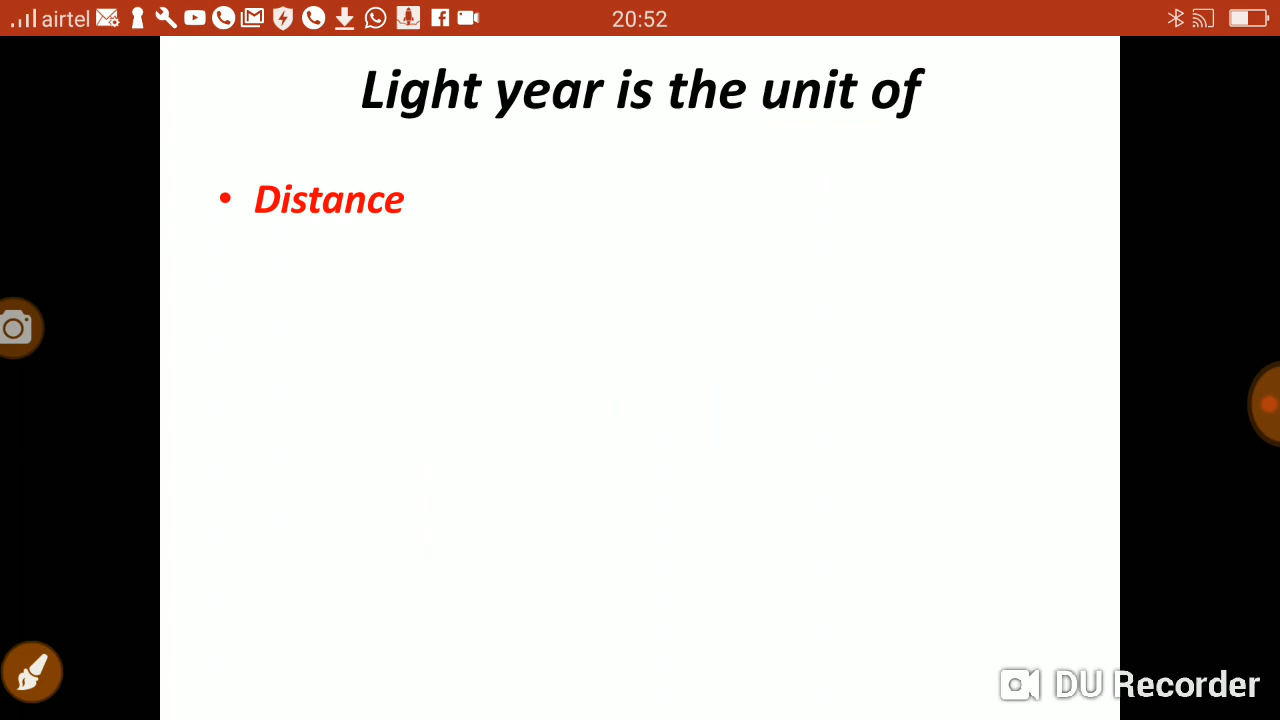 airtel
20:52
Light year is the unit of
• Distance
DU Recorder